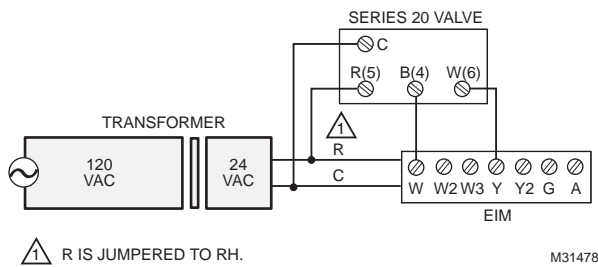 SERIES 20 VALVE
C
R(5) B(4) W(6)
TRANSFORMER
1
R
120
VAC
24
VAC
C
W W2 W3 Y Y2 G A
EIM
1 R IS JUMPERED TO RH.
M31478